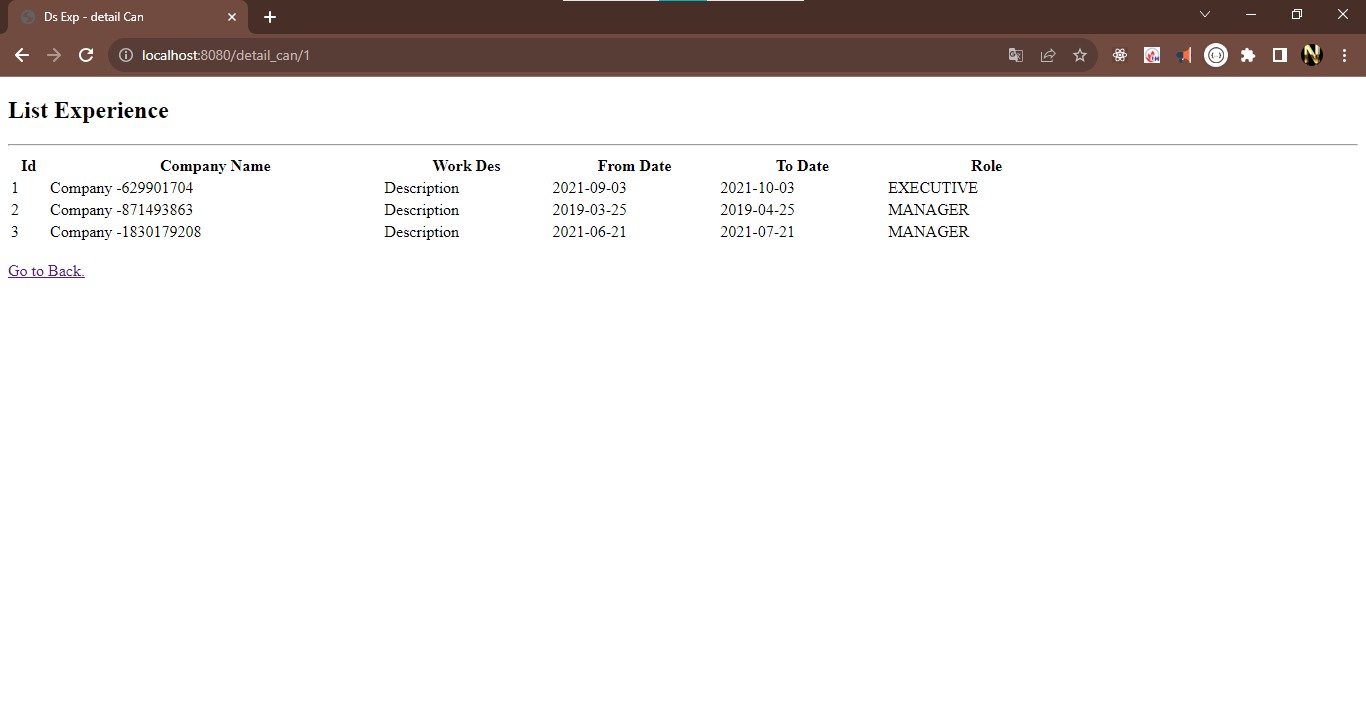 Ds Exp - detail Can
localhost:8080/detail_can/1
List Experience
Id Company Name Work Des From Date To Date Role
1 Company -629901704 Description 2021-09-03 2021-10-03 EXECUTIVE
2 Company -871493863 Description 2019-03-25 2019-04-25 MANAGER
3 Company -1830179208 Description 2021-06-21 2021-07-21 MANAGER
Go to Back.